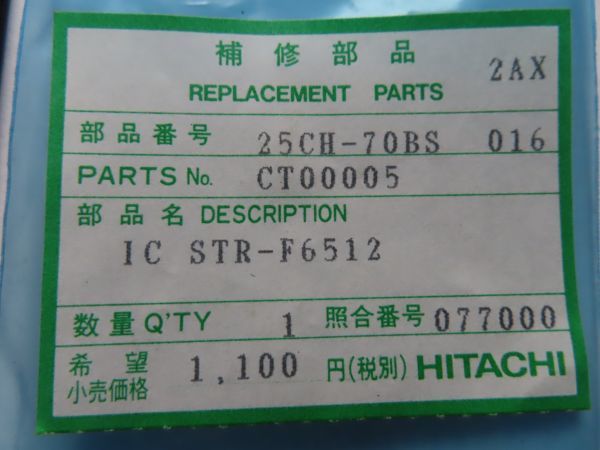 補修部品
2AX
REPLACEMENT PARTS
部品番号 25CH-70BS 016
PARTS No. CT00005
部品名 DESCRIPTION
IC STR-F6512
数量 Q'TY 1 照合番号 077000
希望小売価格 1,100 円(税別) HITACHI